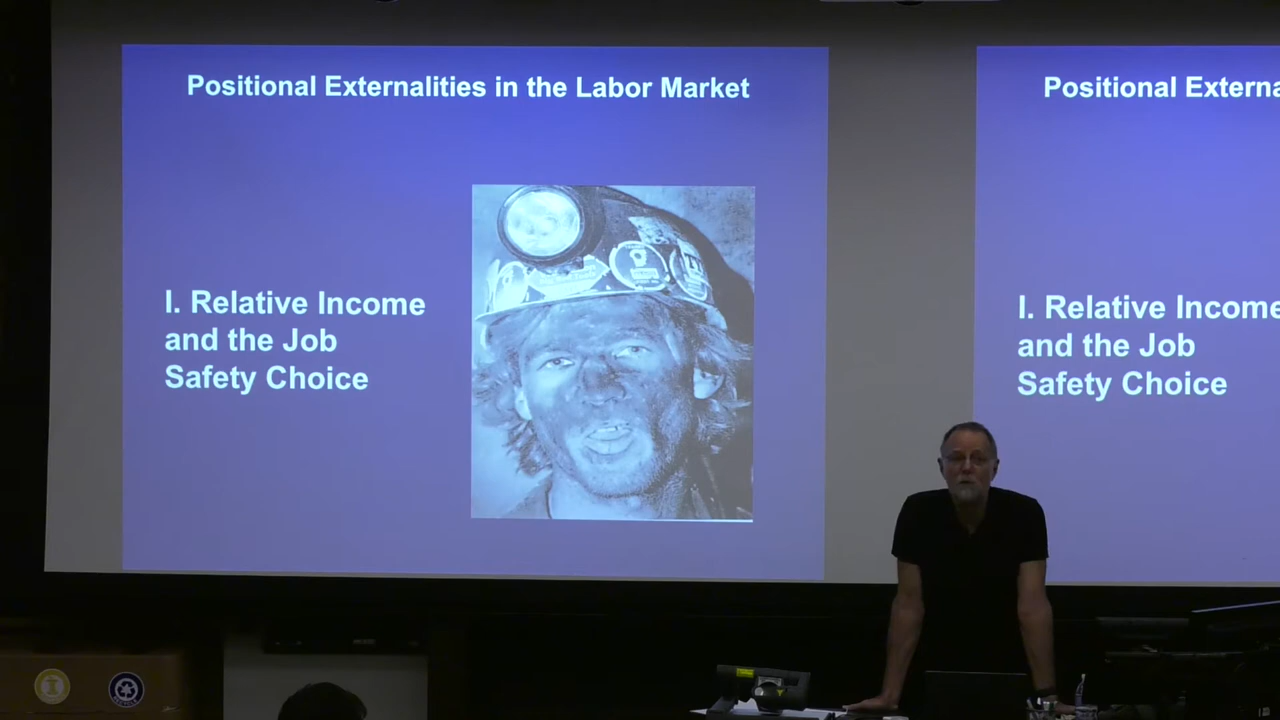 Positional Externalities in the Labor Market
I. Relative Income
and the Job
Safety Choice
Positional Externa
I. Relative Income
and the Job
Safety Choice
RECYCLE